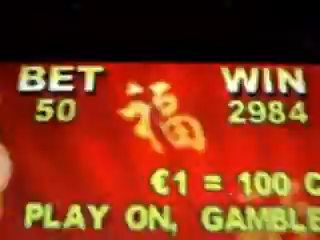 BET 福 WIN
50 2984
€1 = 100 C
PLAY ON, GAMBLE